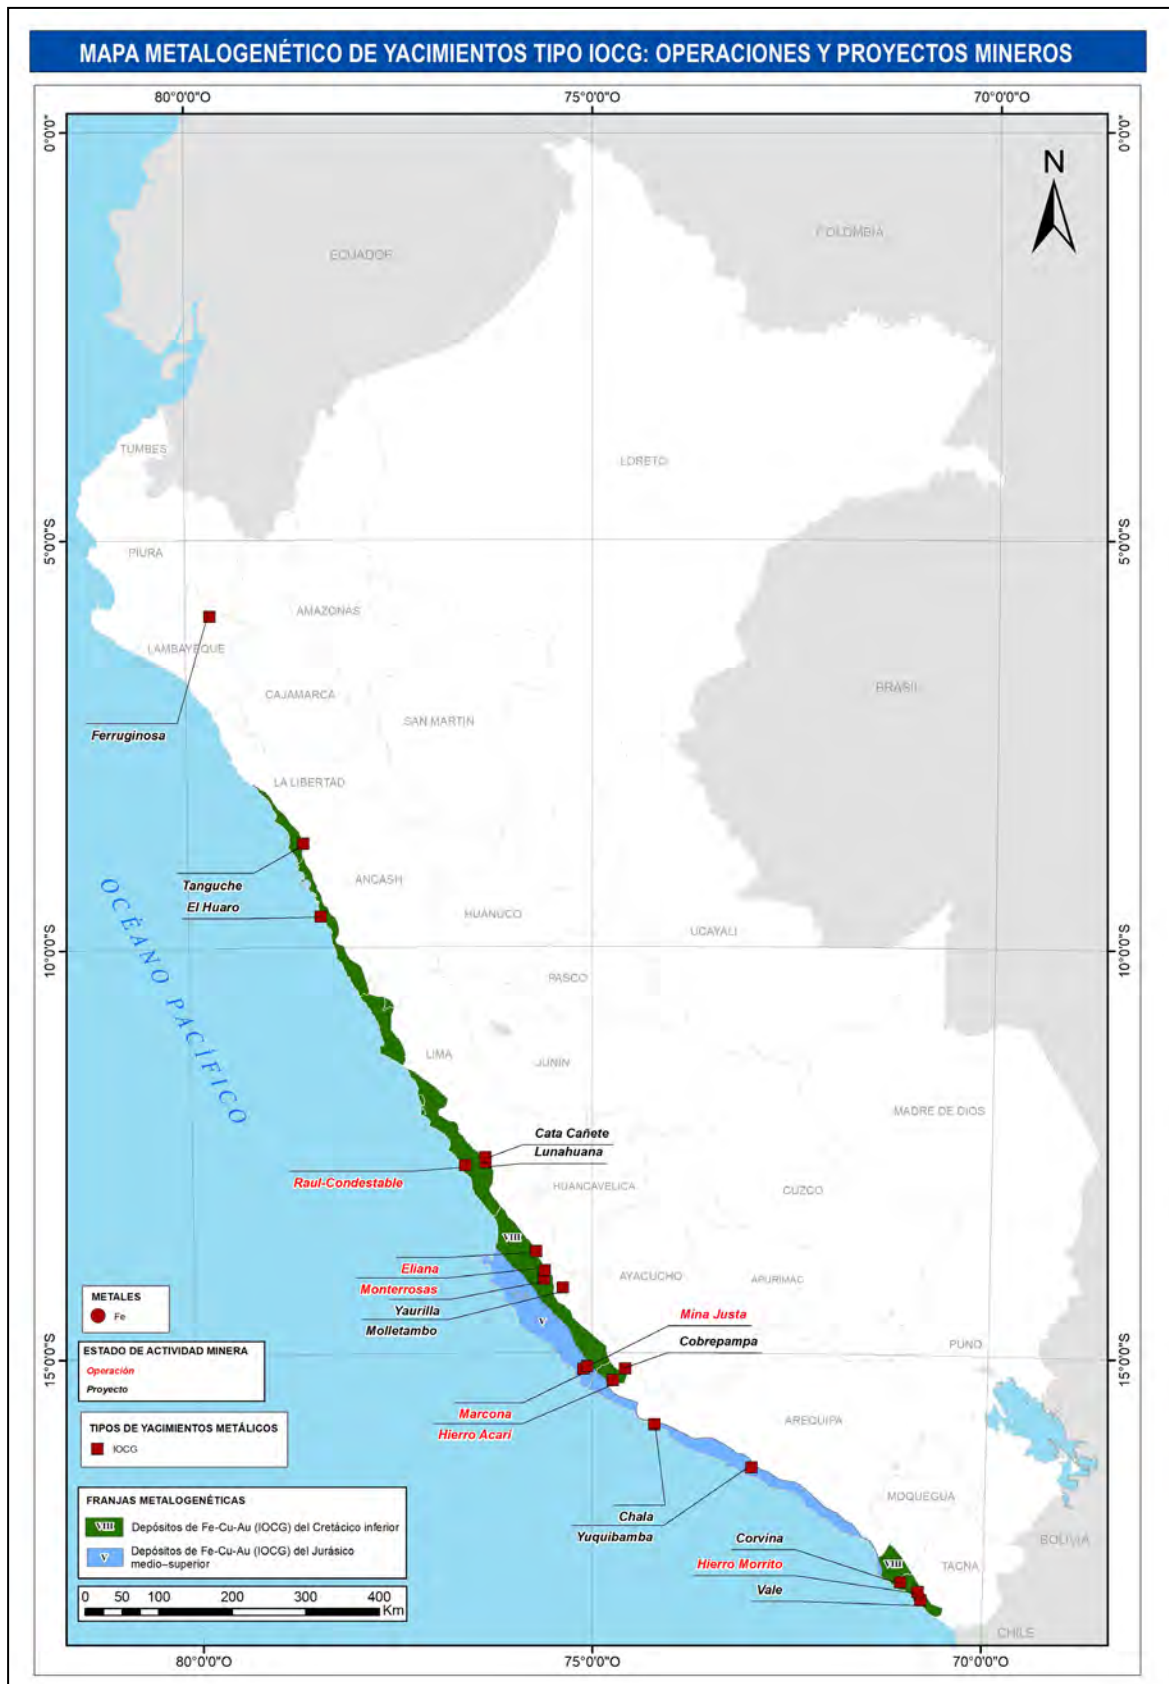 MAPA METALOGENÉTICO DE YACIMIENTOS TIPO IOCG: OPERACIONES Y PROYECTOS MINEROS
80°0'0"O
75°0'0"O
70°0'0"O
0°0'0"
0°0'0"
N
COLOMBIA
ECUADOR
TUMBES
LORETO
5°0'0"S
5°0'0"S
PIURA
AMAZONAS
LAMBAYEQUE
BRASIL
CAJAMARCA
SAN MARTIN
Ferruginosa
LA LIBERTAD
ANCASH
Tanguche
El Huaro
HUÁNUCO
UCAYALI
OCÉANO PACÍFICO
10°0'0"S
10°0'0"S
PASCO
LIMA
JUNÍN
MADRE DE DIOS
Cata Cañete
Lunahuana
Raul-Condestable
HUANCAVELICA
CUZCO
VIII
Eliana
AYACUCHO
APURIMAC
Monterrosas
METALES
Fe
Yaurilla
Mina Justa
V
Molletambo
Cobrepampa
PUNO
ESTADO DE ACTIVIDAD MINERA
15°0'0"S
15°0'0"S
Operación
Proyecto
Marcona
AREQUIPA
TIPOS DE YACIMIENTOS METÁLICOS
Hierro Acarí
IOCG
MOQUEGUA
FRANJAS METALOGENÉTICAS
Chala
VIII Depósitos de Fe-Cu-Au (IOCG) del Cretácico inferior
Yuquibamba
Corvina
BOLIVIA
V Depósitos de Fe-Cu-Au (IOCG) del Jurásico
medio–superior
Hierro Morrito
VIII
TACNA
Vale
0 50 100 200 300 400
Km
CHILE
80°0'0"O
75°0'0"O
70°0'0"O